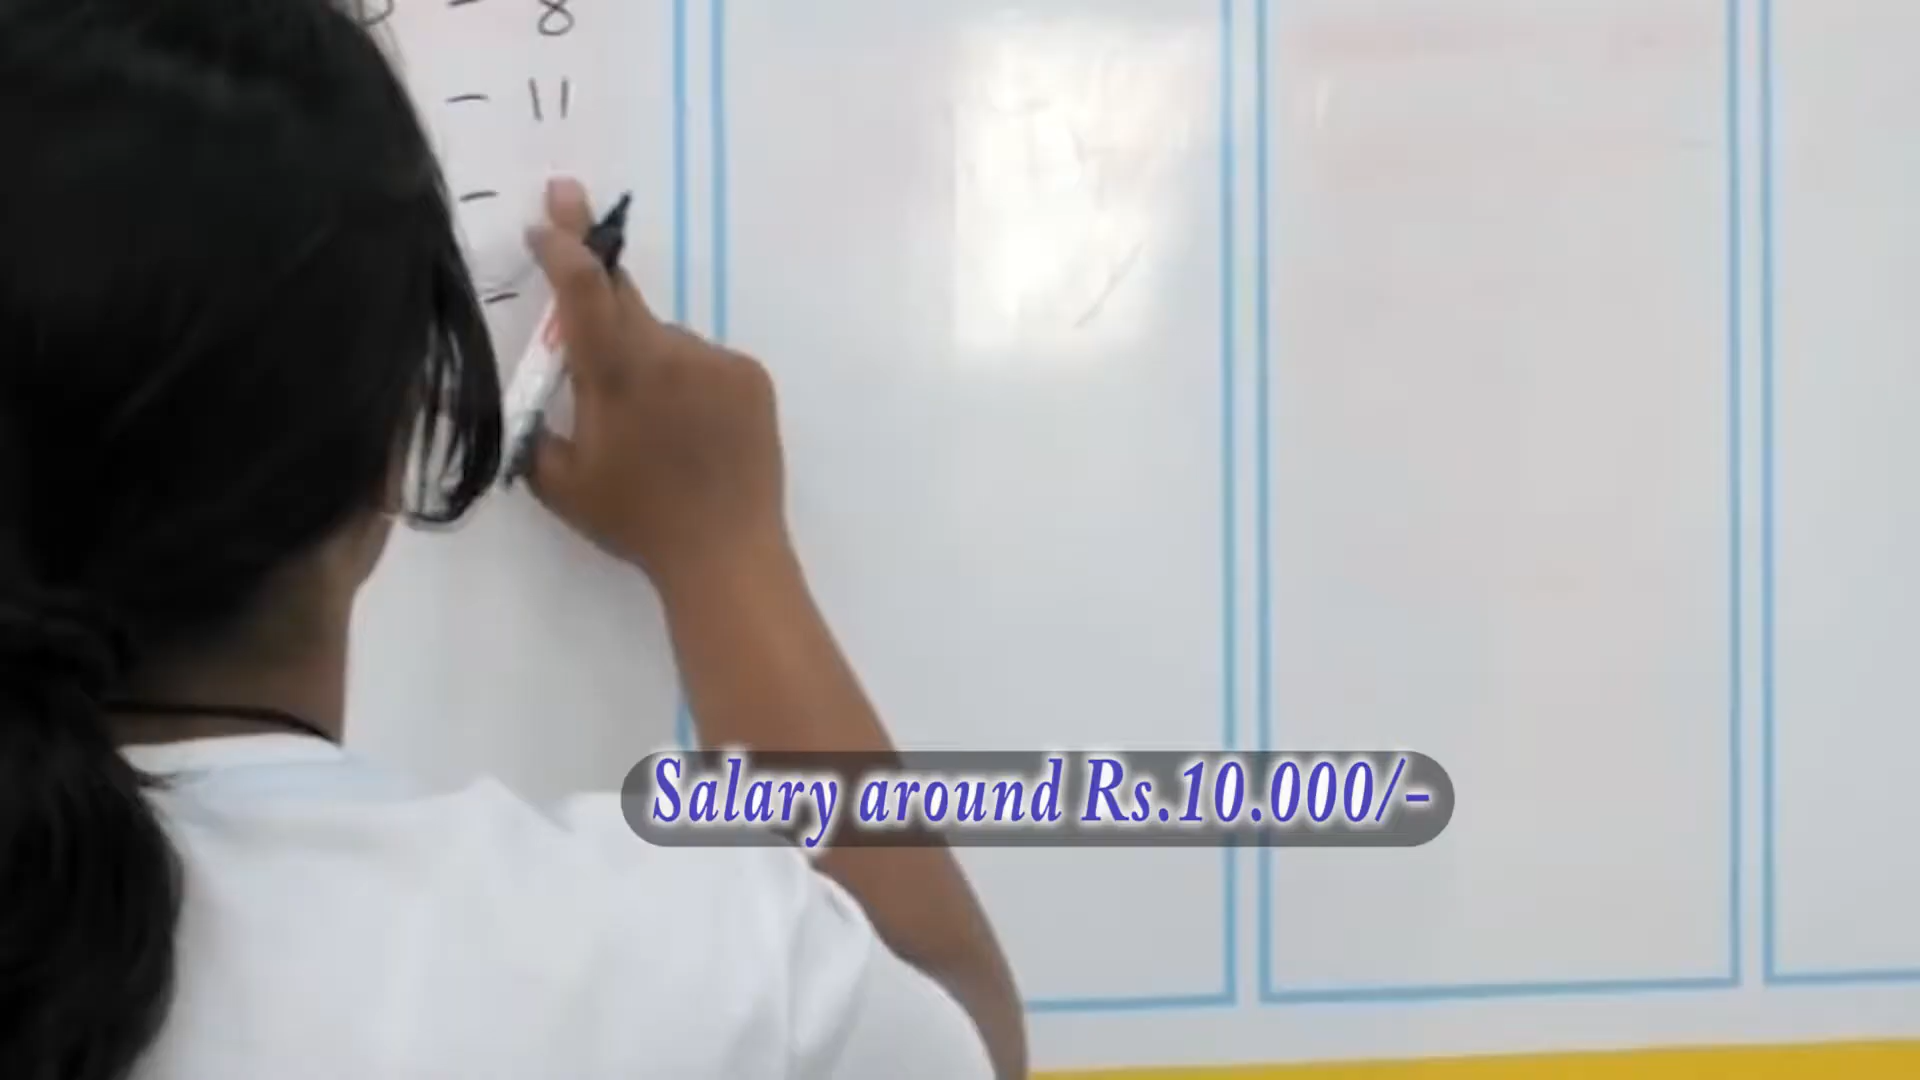 - 8
- 11
-
-
Salary around Rs.10.000/-